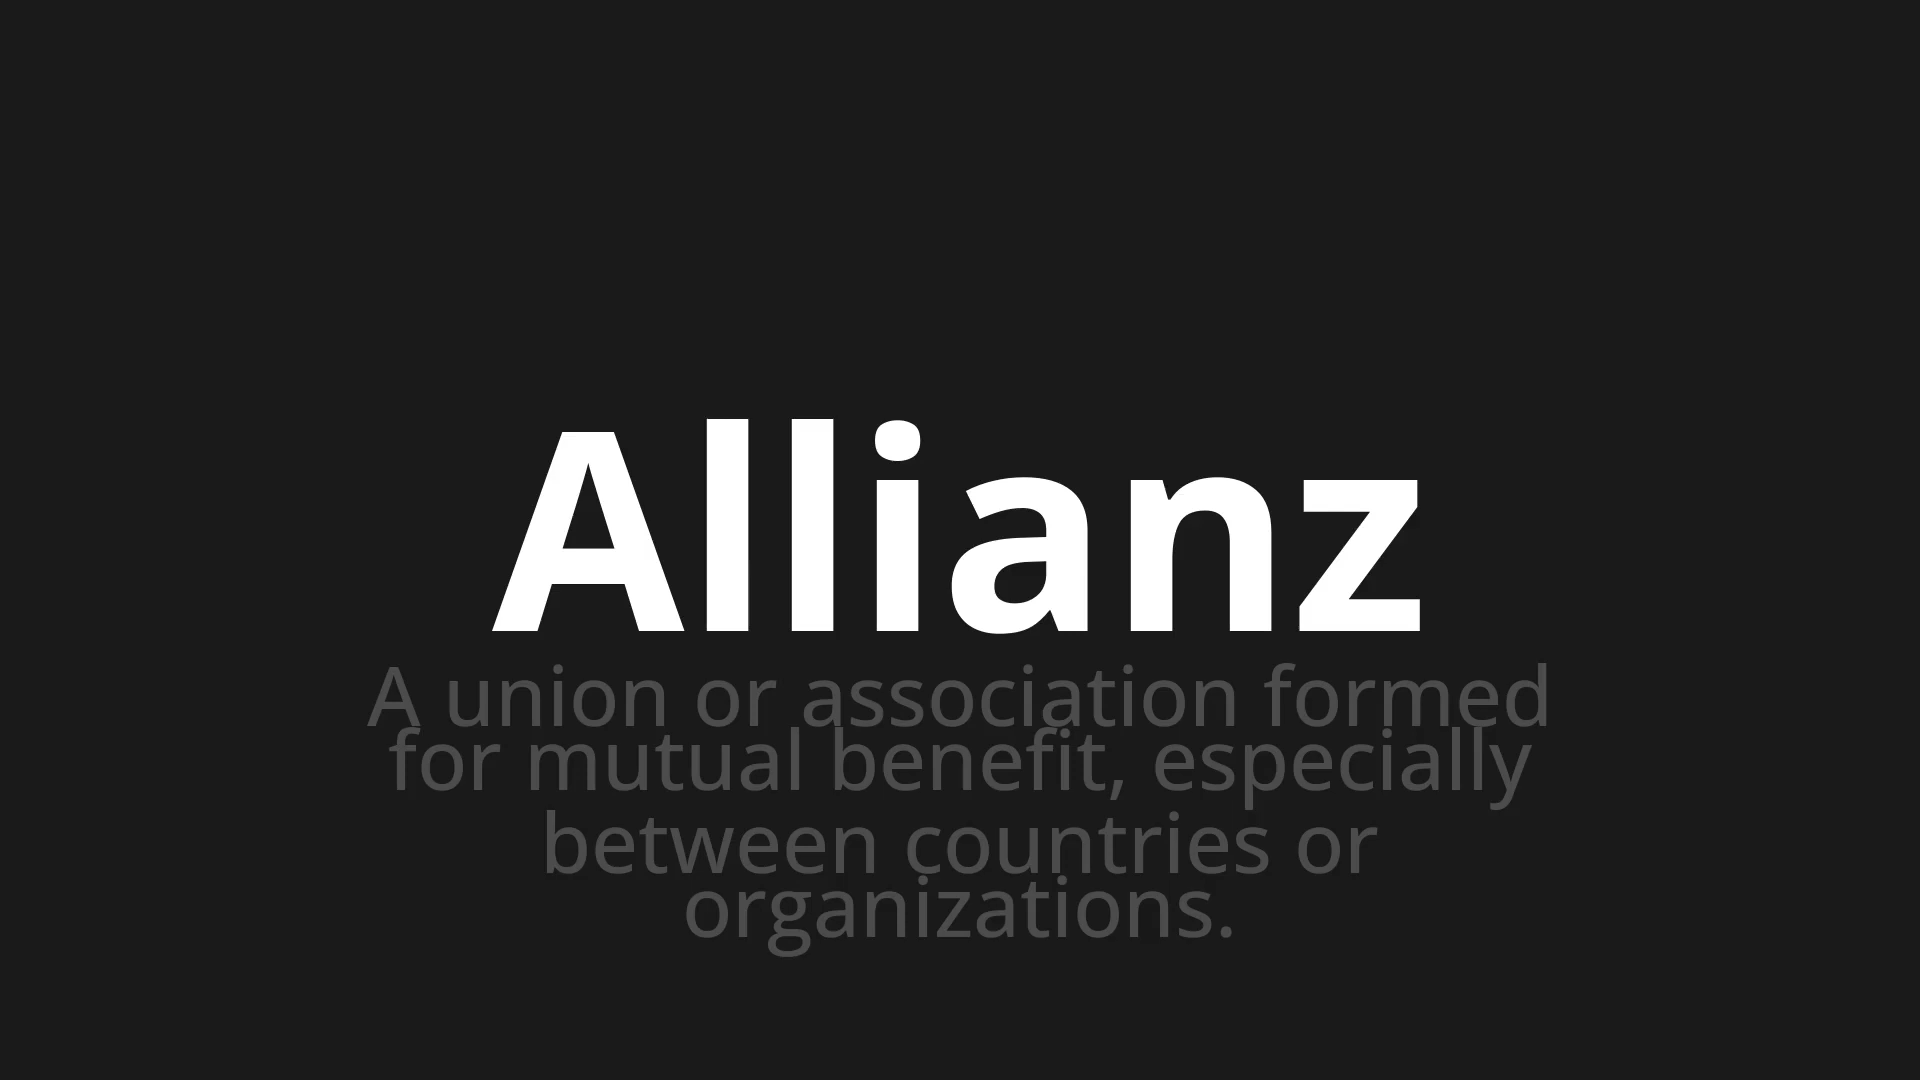 Allianz
A union or association formed
for mutual benefit, especially
between countries or
organizations.